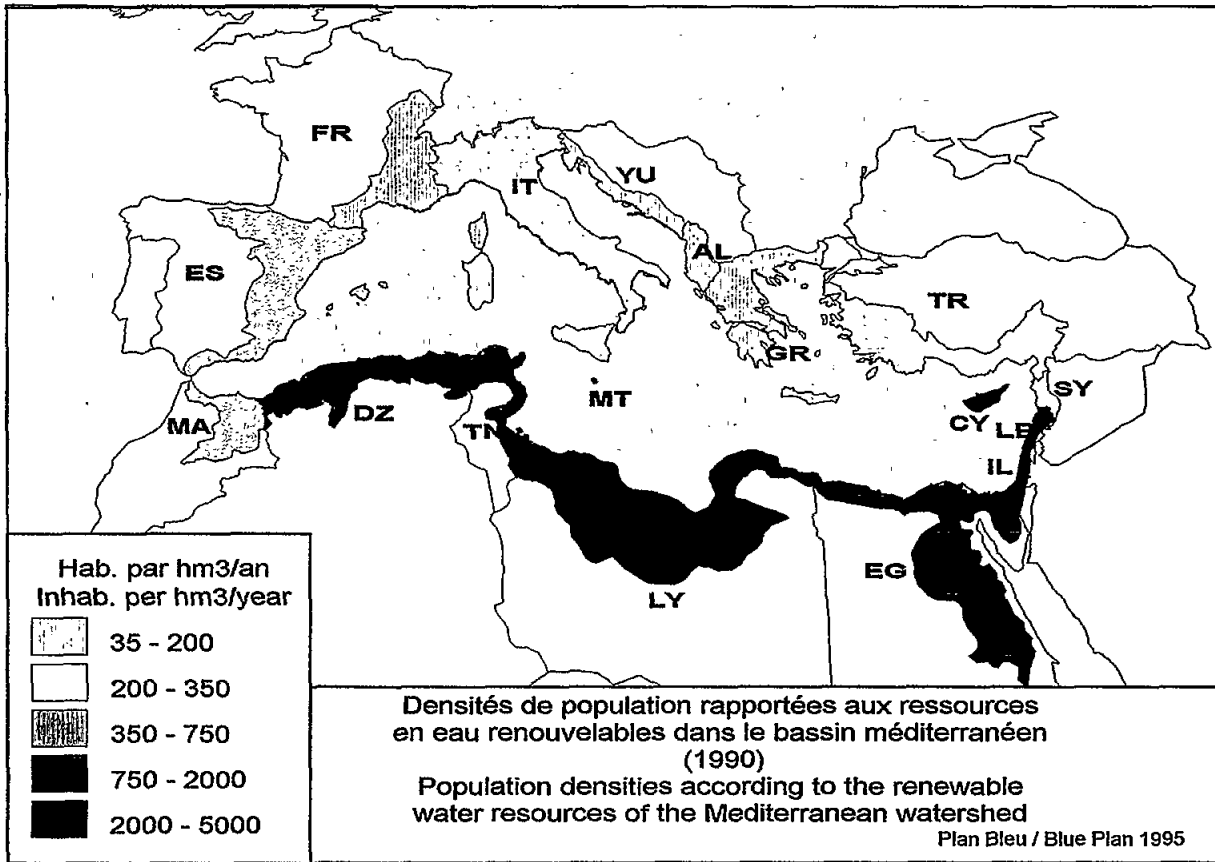 FR
YU
IT
AL
ES
TR
GR
SY
MT
CY
LB
MA
DZ
TN
IL
EG
LY
Hab. par hm3/an
Inhab. per hm3/year
35 - 200
200 - 350
350 - 750
750 - 2000
2000 - 5000
Densités de population rapportées aux ressources
en eau renouvelables dans le bassin méditerranéen
(1990)
Population densities according to the renewable
water resources of the Mediterranean watershed
Plan Bleu / Blue Plan 1995